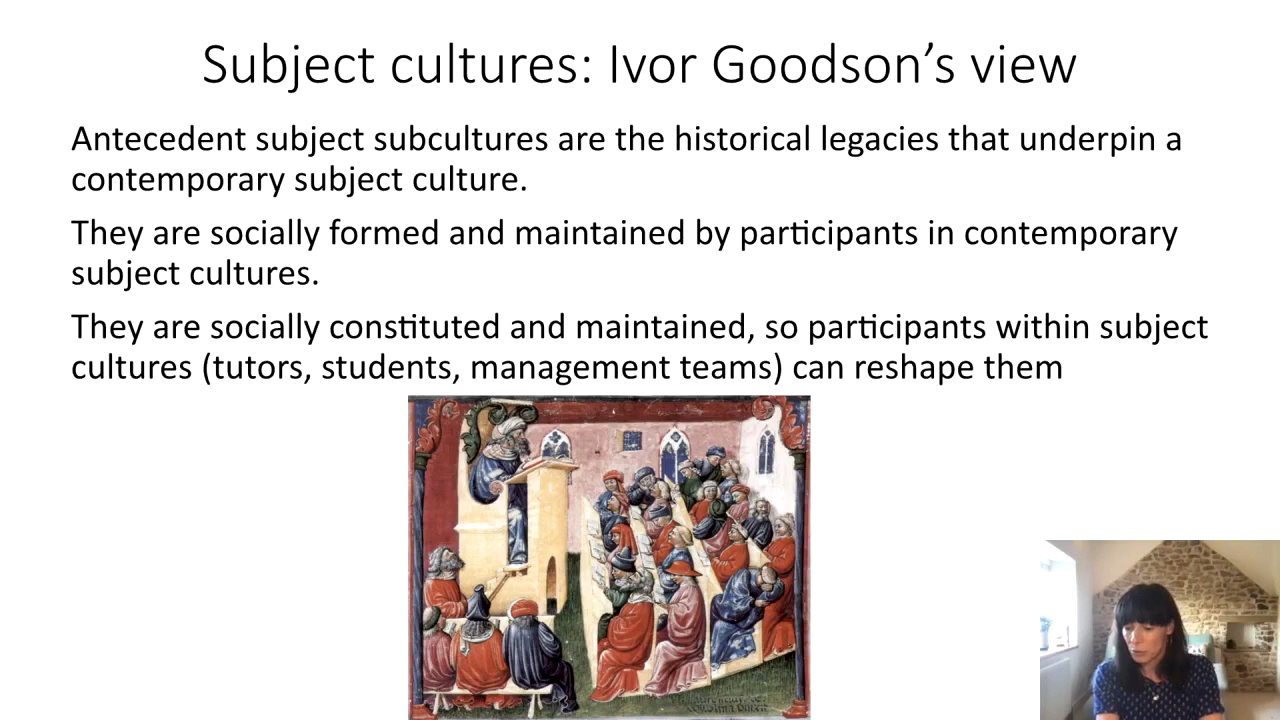 Subject cultures: Ivor Goodson’s view
Antecedent subject subcultures are the historical legacies that underpin a
contemporary subject culture.
They are socially formed and maintained by participants in contemporary
subject cultures.
They are socially constituted and maintained, so participants within subject
cultures (tutors, students, management teams) can reshape them